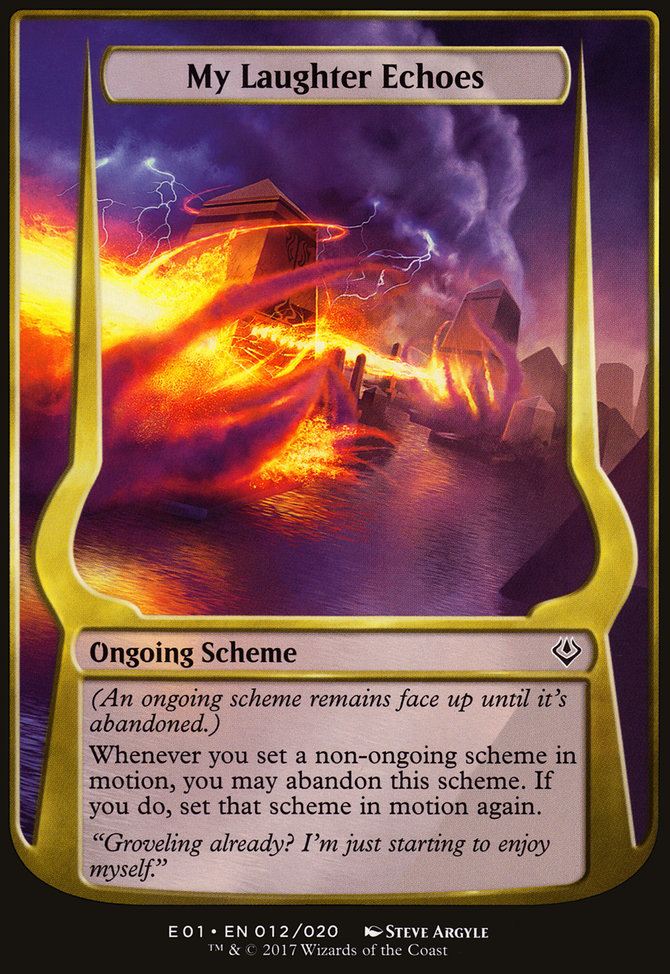 My Laughter Echoes
Ongoing Scheme
(An ongoing scheme remains face up until it's
abandoned.)
Whenever you set a non-ongoing scheme in
motion, you may abandon this scheme. If
you do, set that scheme in motion again.
“Groveling already? I'm just starting to enjoy
myself.”
E01 • EN 012/020 STEVE ARGYLE
™ & © 2017 Wizards of the Coast